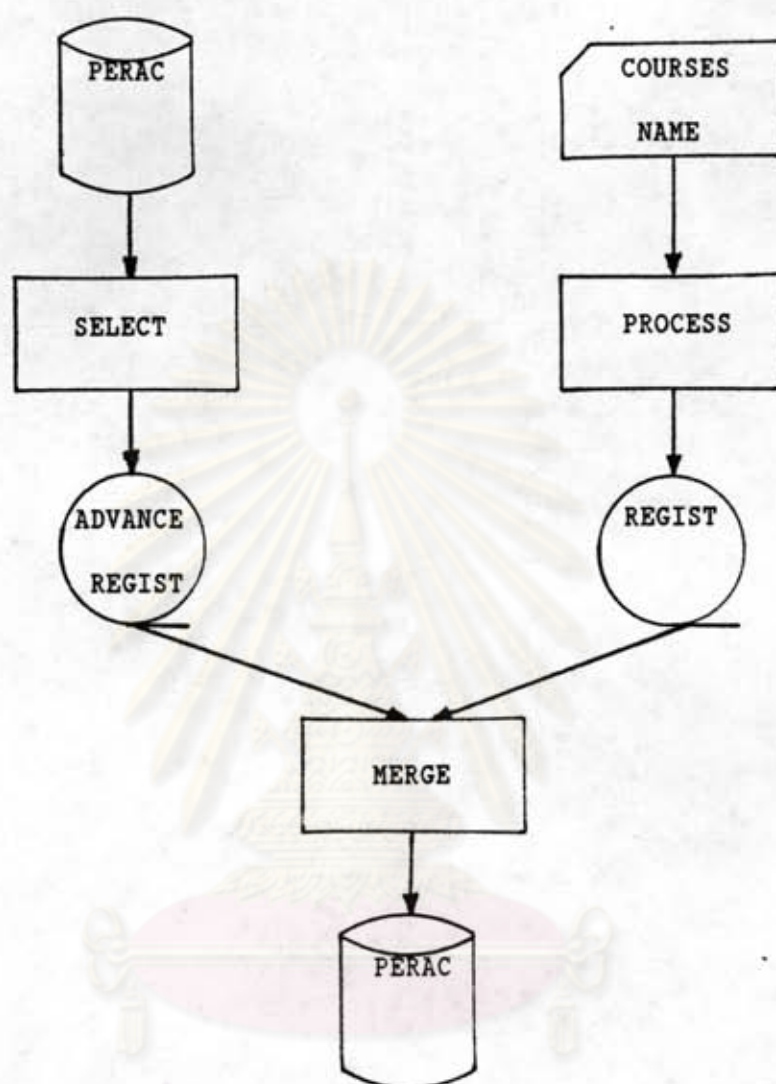 PERAC
COURSES
NAME
SELECT
PROCESS
ADVANCE
REGIST
REGIST
MERGE
PERAC